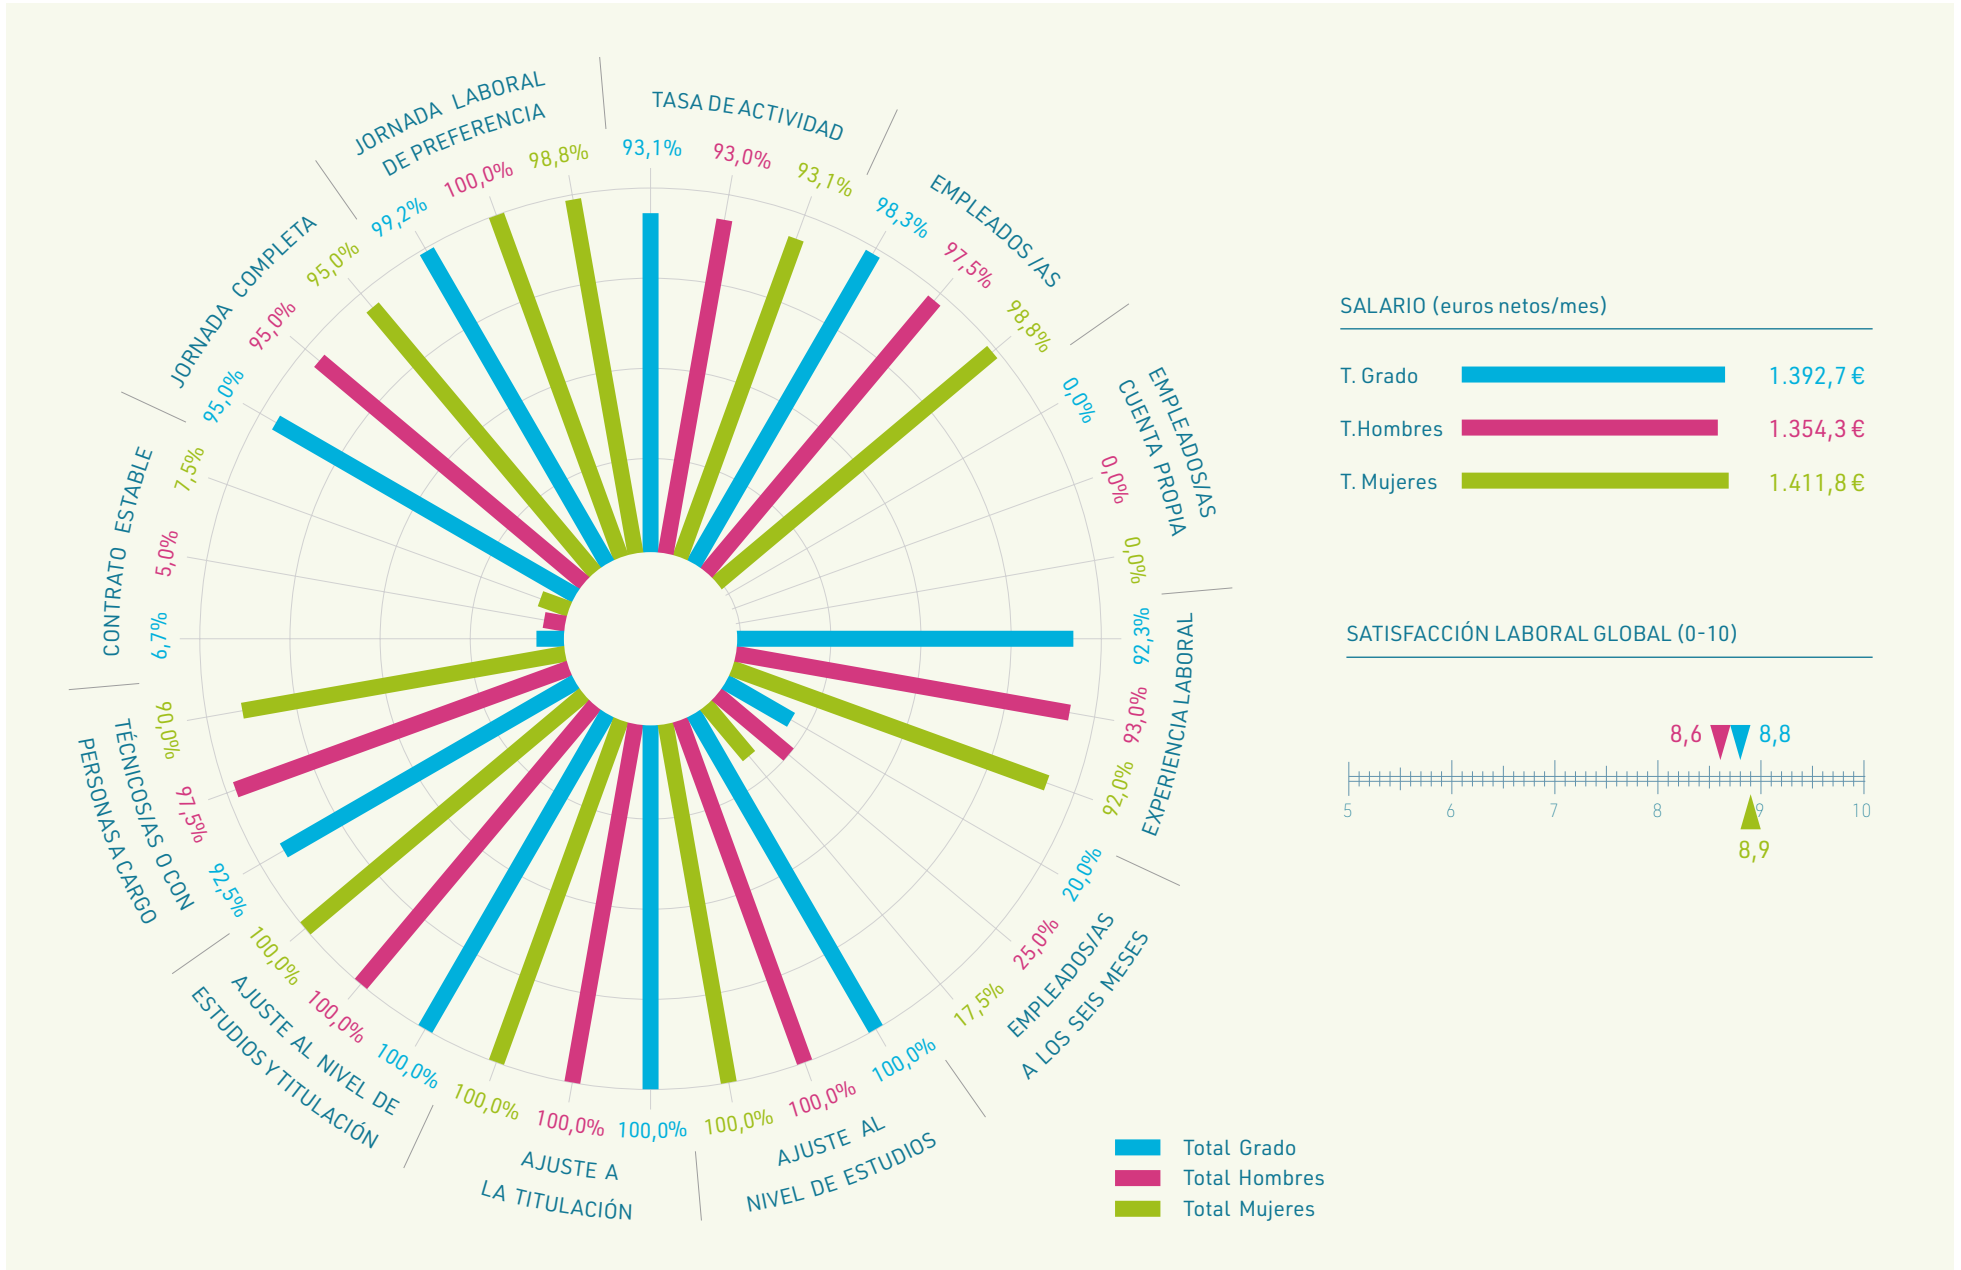 TASA DE ACTIVIDAD
93,1%
93,0%
93,1%
EMPLEADOS /AS
98,3%
97,5%
98,8%
EMPLEADOS/AS
CUENTA PROPIA
0,0%
0,0%
0,0%
EXPERIENCIA LABORAL
92,3%
93,0%
92,0%
EMPLEADOS/AS
A LOS SEIS MESES
20,0%
25,0%
17,5%
AJUSTE AL
NIVEL DE ESTUDIOS
100,0%
100,0%
100,0%
AJUSTE A
LA TITULACIÓN
100,0%
100,0%
100,0%
AJUSTE AL NIVEL DE
ESTUDIOS Y TITULACIÓN
100,0%
100,0%
100,0%
TÉCNICOS/AS O CON
PERSONAS A CARGO
92,5%
97,5%
90,0%
CONTRATO ESTABLE
6,7%
5,0%
7,5%
JORNADA COMPLETA
95,0%
95,0%
95,0%
JORNADA LABORAL
DE PREFERENCIA
99,2%
100,0%
98,8%
SALARIO (euros netos/mes)
T. Grado 1.392,7 €
T.Hombres 1.354,3 €
T. Mujeres 1.411,8 €
SATISFACCIÓN LABORAL GLOBAL (0-10)
8,6 8,8
5 6 7 8 9 10
8,9
Total Grado
Total Hombres
Total Mujeres